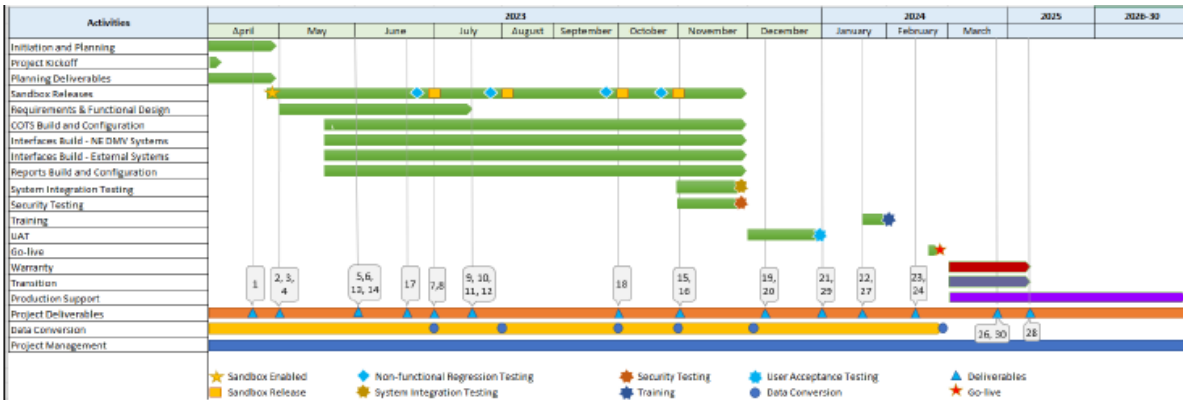 Activities 2023 2024 2025 2026-30
April May June July August September October November December January February March
Initiation and Planning
Project Kickoff
Planning Deliverables
Sandbox Releases
Requirements & Functional Design
COTS Build and Configuration
Interfaces Build - NE DMV Systems
Interfaces Build - External Systems
Reports Build and Configuration
System Integration Testing
Security Testing
Training
UAT
Go-live
Warranty
Transition
Production Support
1
2, 3,
4
5,6,
13, 14
17
7,8
9, 10,
11, 12
18
15,
16
19,
20
21,
29
22,
27
23,
24
Project Deliverables
Data Conversion
26, 30
28
Project Management
Sandbox Enabled Non-functional Regression Testing Security Testing User Acceptance Testing Deliverables
Sandbox Release System Integration Testing Training Data Conversion Go-live